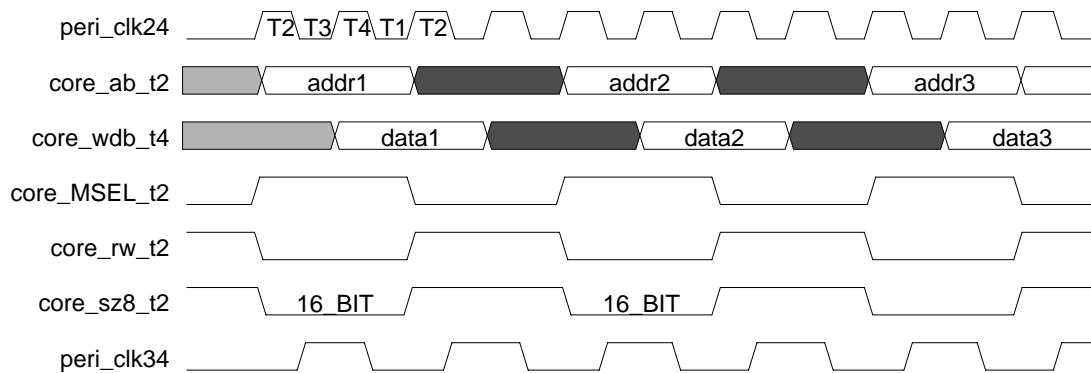 peri_clk24 T2 T3 T4 T1 T2
core_ab_t2 addr1 addr2 addr3
core_wdb_t4 data1 data2 data3
core_MSEL_t2
core_rw_t2
core_sz8_t2 16_BIT 16_BIT
peri_clk34